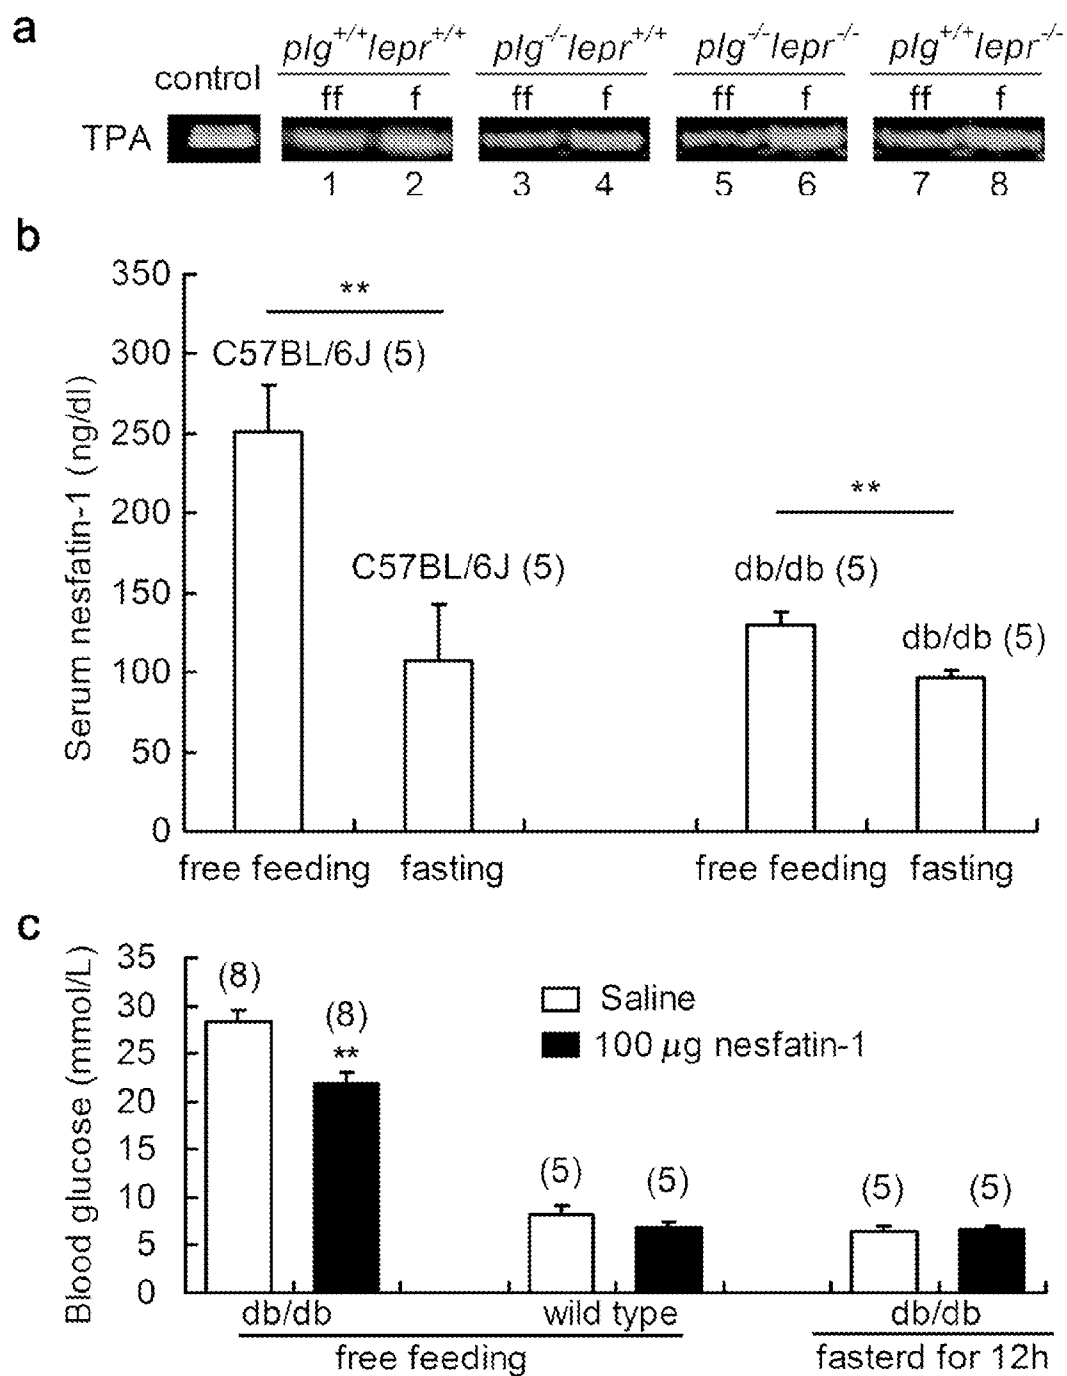 a
plg+/+lepr+/+ plg-/-lepr+/+ plg-/-lepr-/- plg+/+lepr-/-
control ff f ff f ff f ff f
TPA
1 2 3 4 5 6 7 8
b
Serum nesfatin-1 (ng/dl)
350
300
250
200
150
100
50
0
**
C57BL/6J (5)
C57BL/6J (5)
**
db/db (5)
db/db (5)
free feeding fasting free feeding fasting
c
Blood glucose (mmol/L)
35
30
25
20
15
10
5
0
(8)
(8)
**
Saline
100 μg nesfatin-1
(5) (5) (5) (5)
db/db wild type db/db
free feeding fasterd for 12h